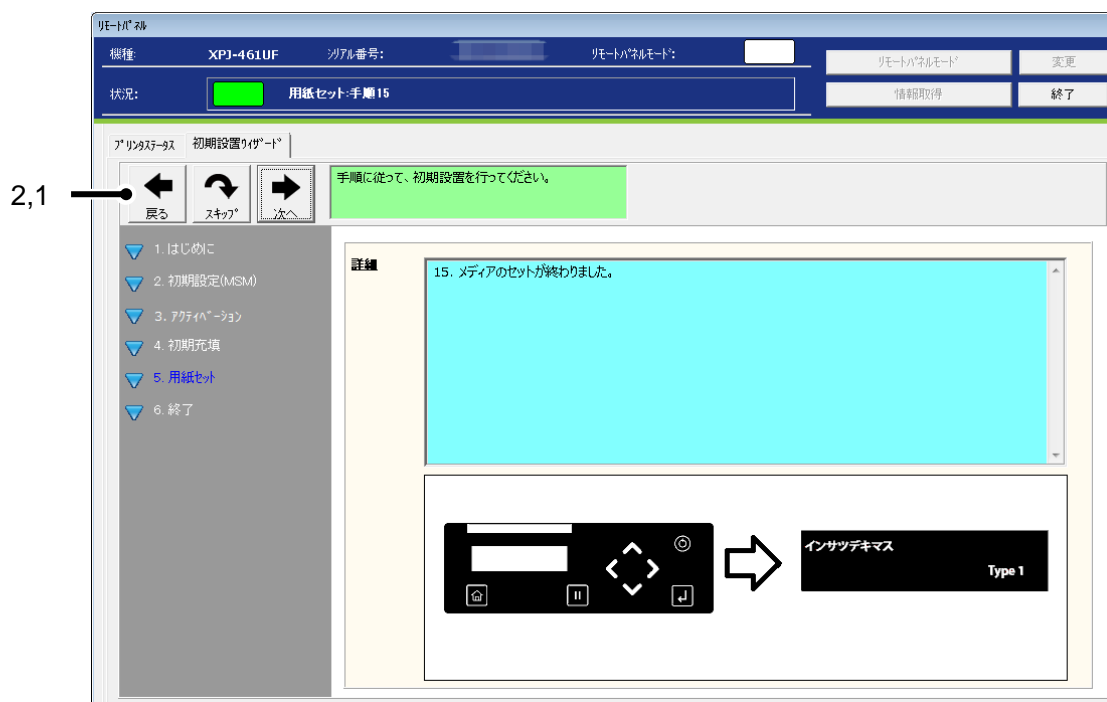 リモートパネル
機種: XPJ-461UF シリアル番号: リモートパネルモード: リモートパネルモード 変更
状況: 用紙セット:手順15 情報取得 終了
プリンタステータス 初期設置ウィザード
2,1
戻る スキップ 次へ
手順に従って、初期設置を行ってください。
1. はじめに
2. 初期設定(MSM)
3. アクティベーション
4. 初期充填
5. 用紙セット
6. 終了
詳細
15. メディアのセットが終わりました。
インサツデキマス
Type 1